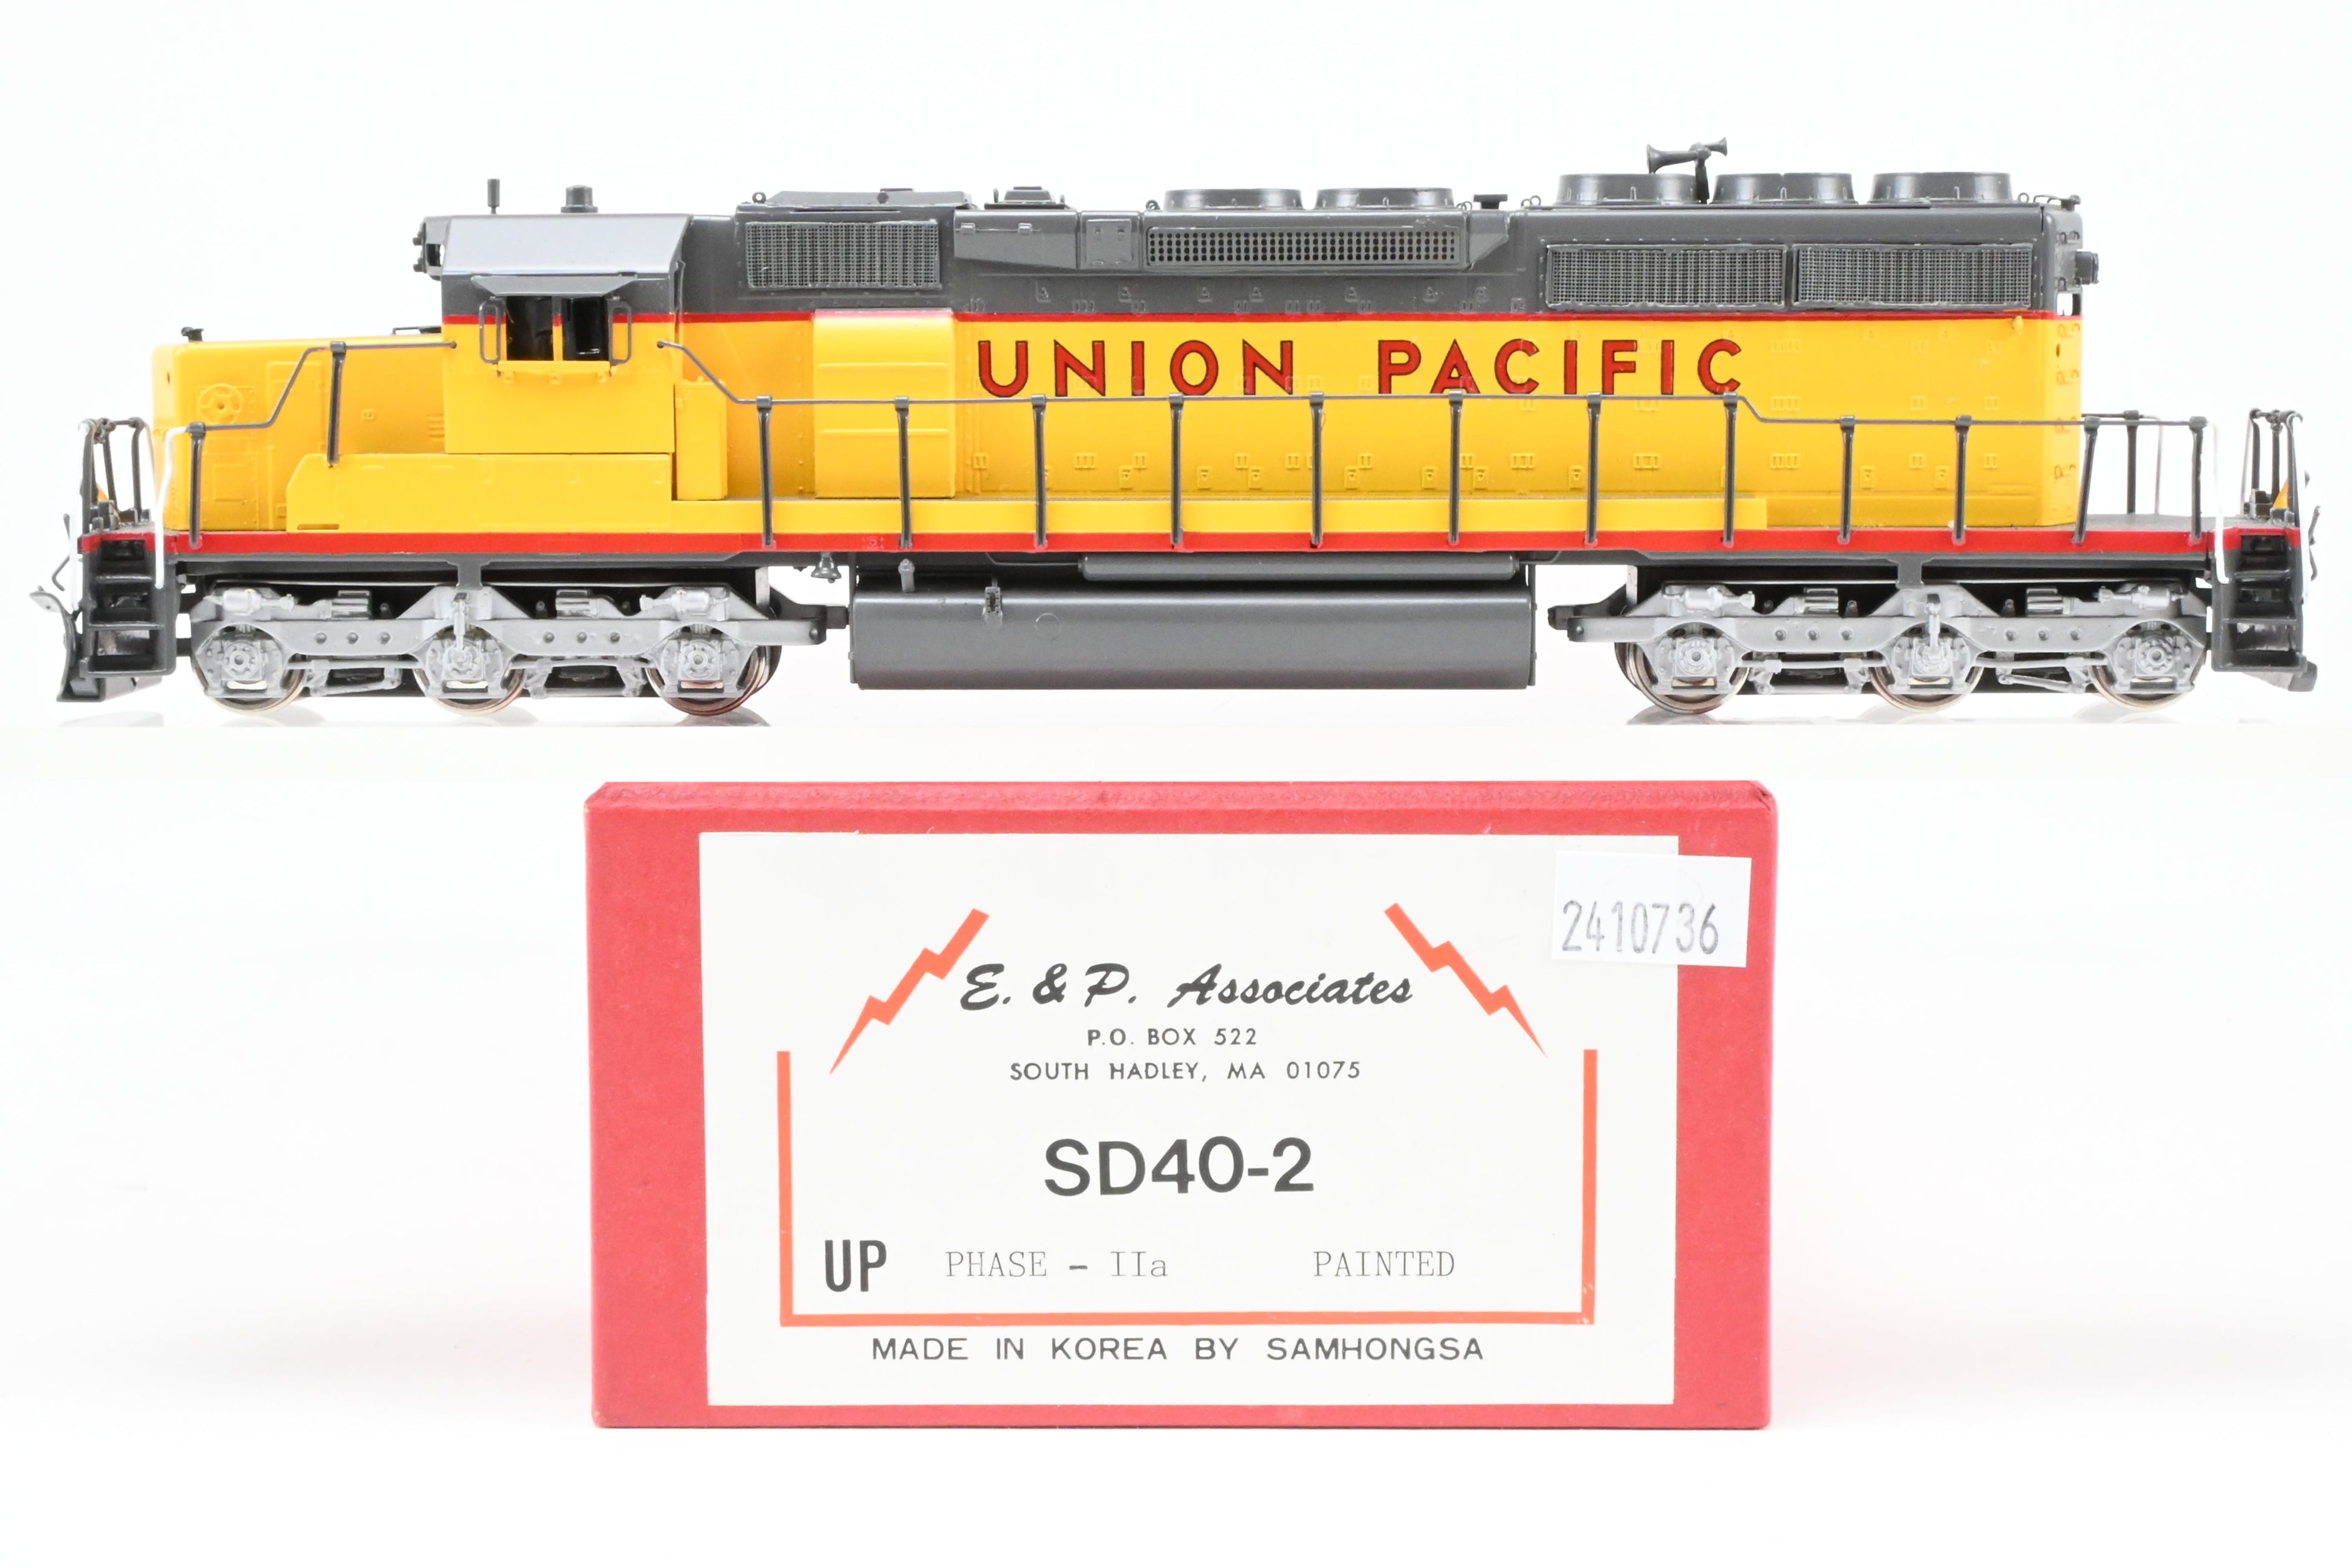 UNION PACIFIC
2410736
E. & P. Associates
P.O. BOX 522
SOUTH HADLEY, MA 01075
SD40-2
UP PHASE - IIa PAINTED
MADE IN KOREA BY SAMHONGSA